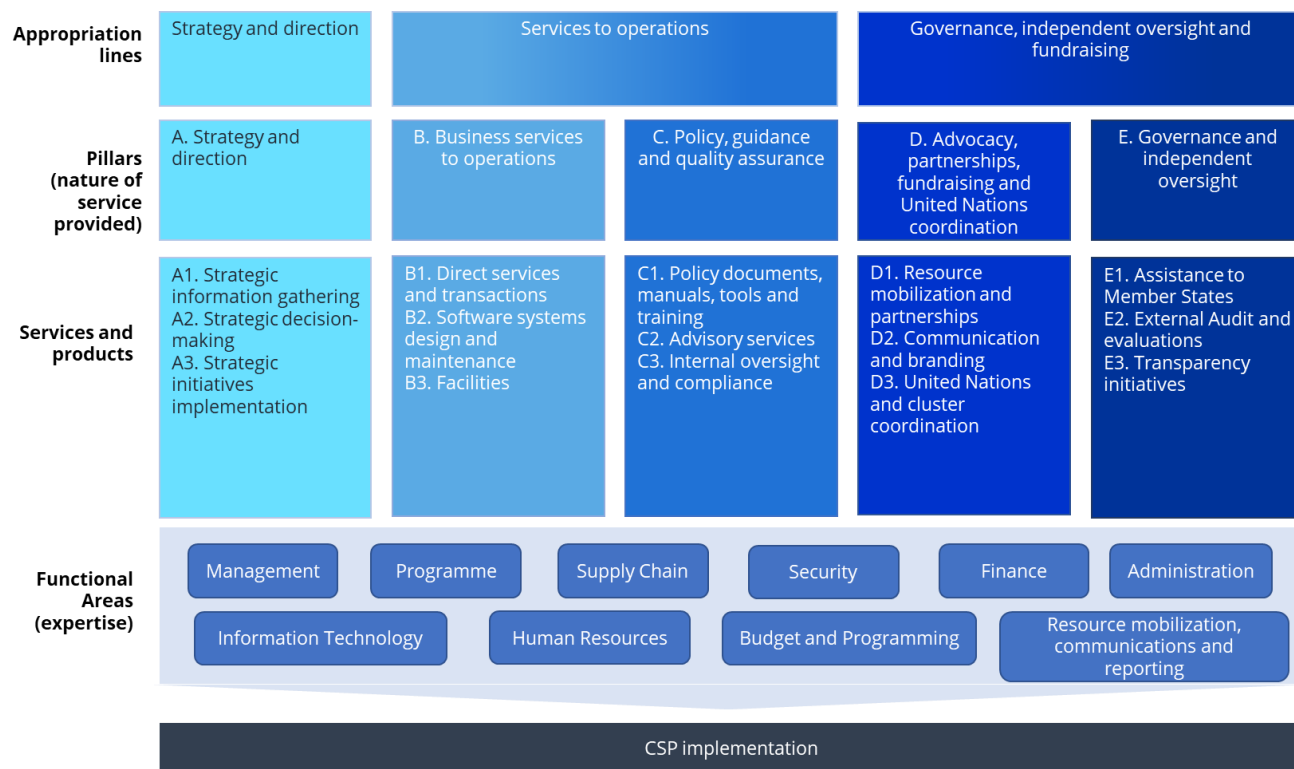 Appropriation
lines
Strategy and direction
Services to operations
Governance, independent oversight and
fundraising
Pillars
(nature of
service
provided)
A. Strategy and
direction
B. Business services
to operations
C. Policy, guidance
and quality assurance
D. Advocacy,
partnerships,
fundraising and
United Nations
coordination
E. Governance and
independent
oversight
Services and
products
A1. Strategic
information gathering
A2. Strategic decision-
making
A3. Strategic
initiatives
implementation
B1. Direct services
and transactions
B2. Software systems
design and
maintenance
B3. Facilities
C1. Policy documents,
manuals, tools and
training
C2. Advisory services
C3. Internal oversight
and compliance
D1. Resource
mobilization and
partnerships
D2. Communication
and branding
D3. United Nations
and cluster
coordination
E1. Assistance to
Member States
E2. External Audit and
evaluations
E3. Transparency
initiatives
Functional
Areas
(expertise)
Management
Programme
Supply Chain
Security
Finance
Administration
Information Technology
Human Resources
Budget and Programming
Resource mobilization,
communications and
reporting
CSP implementation